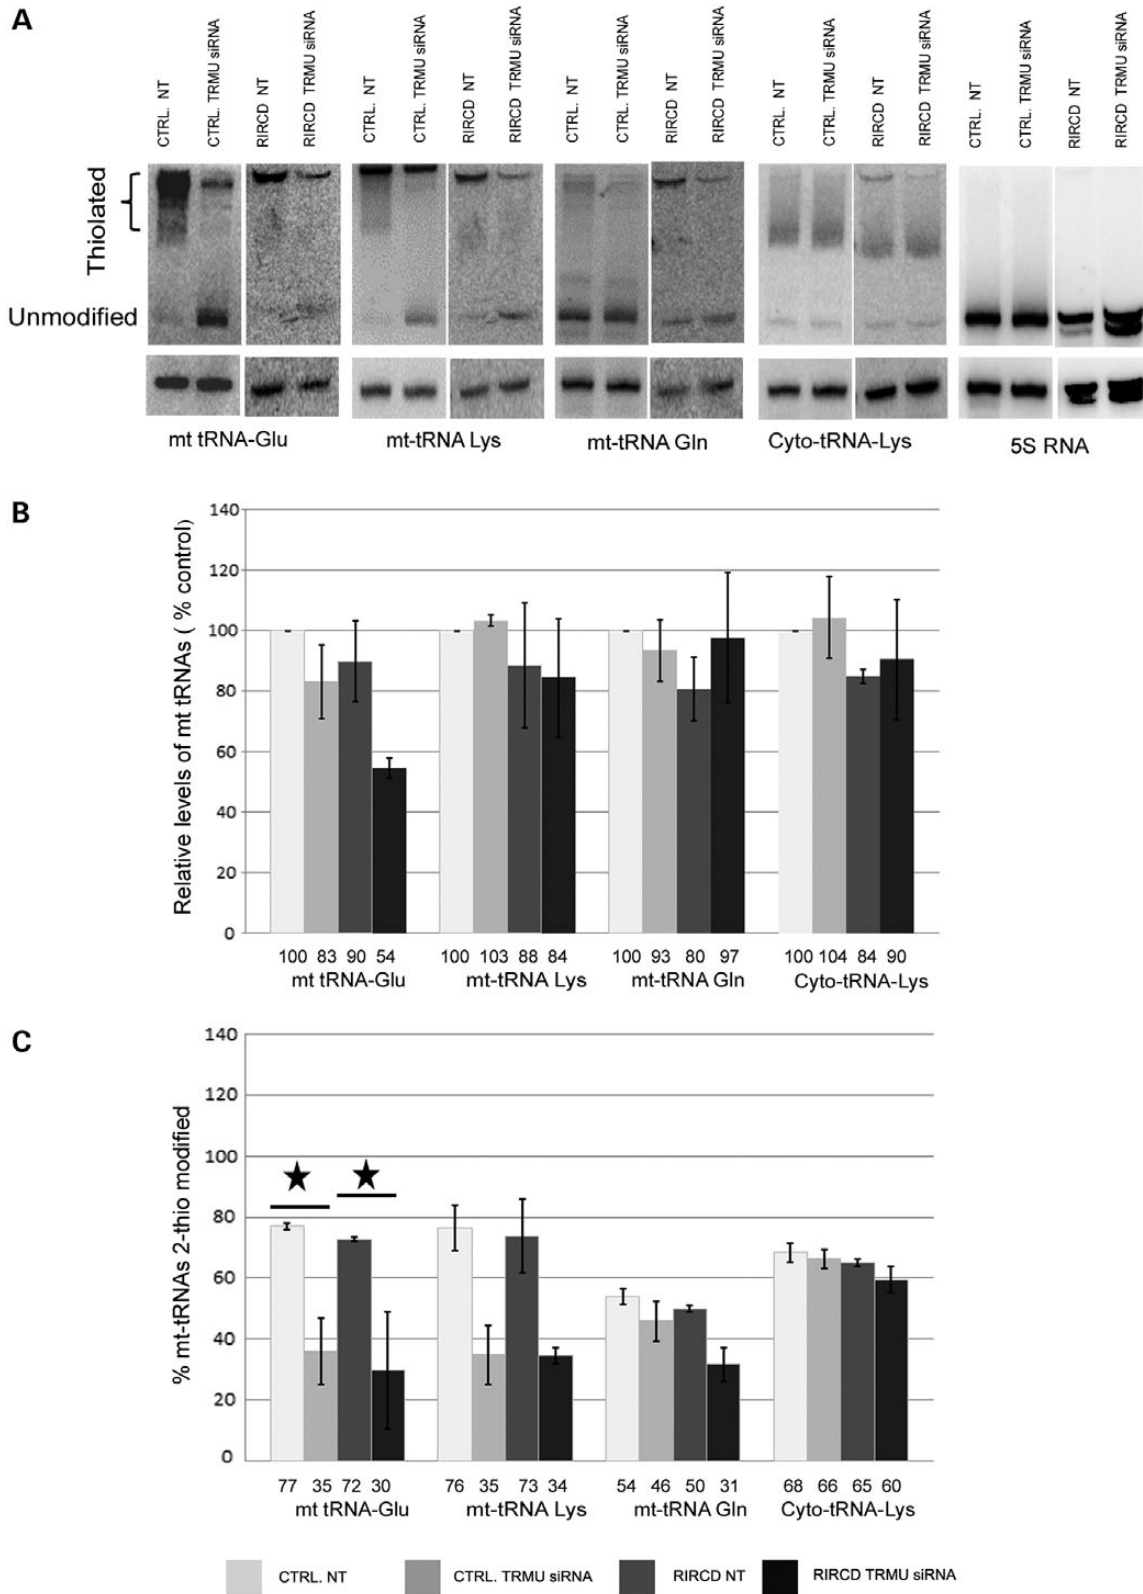 A
CTRL. NT
CTRL. TRMU siRNA
RIRCD NT
RIRCD TRMU siRNA
CTRL. NT
CTRL. TRMU siRNA
RIRCD NT
RIRCD TRMU siRNA
CTRL. NT
CTRL. TRMU siRNA
RIRCD NT
RIRCD TRMU siRNA
CTRL. NT
CTRL. TRMU siRNA
RIRCD NT
RIRCD TRMU siRNA
CTRL. NT
CTRL. TRMU siRNA
RIRCD NT
RIRCD TRMU siRNA
Thiolated
Unmodified
mt tRNA-Glu
mt-tRNA Lys
mt-tRNA Gln
Cyto-tRNA-Lys
5S RNA
B
Relative levels of mt tRNAs ( % control)
140
120
100
80
60
40
20
0
100 83 90 54
100 103 88 84
100 93 80 97
100 104 84 90
mt tRNA-Glu
mt-tRNA Lys
mt-tRNA Gln
Cyto-tRNA-Lys
C
% mt-tRNAs 2-thio modified
140
120
100
80
60
40
20
0
77 35 72 30
76 35 73 34
54 46 50 31
68 66 65 60
mt tRNA-Glu
mt-tRNA Lys
mt-tRNA Gln
Cyto-tRNA-Lys
CTRL. NT
CTRL. TRMU siRNA
RIRCD NT
RIRCD TRMU siRNA